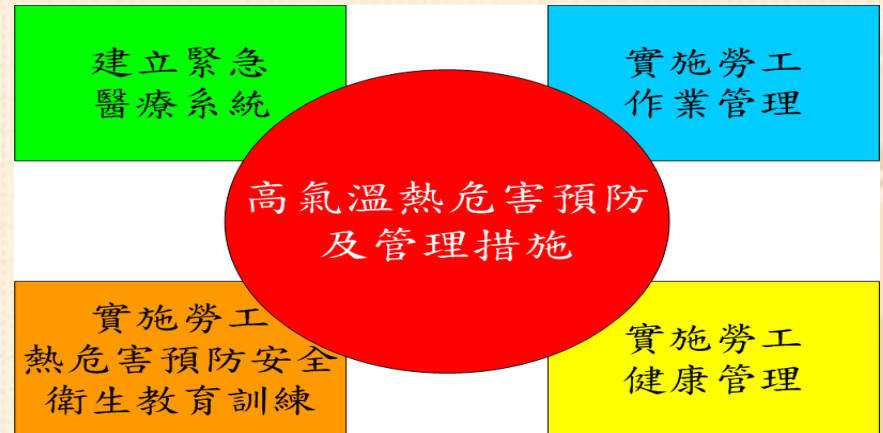 建立緊急
醫療系統
實施勞工
作業管理
高氣溫熱危害預防
及管理措施
實施勞工
熱危害預防安全
衛生教育訓練
實施勞工
健康管理